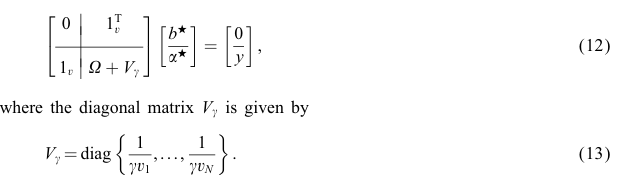 [ 0 | 1_v^T ; 1_v | Ω + V_γ ] [ b^★ ; α^★ ] = [ 0 ; y ], (12)
where the diagonal matrix V_γ is given by
V_γ = diag { 1/γv_1, …, 1/γv_N } . (13)